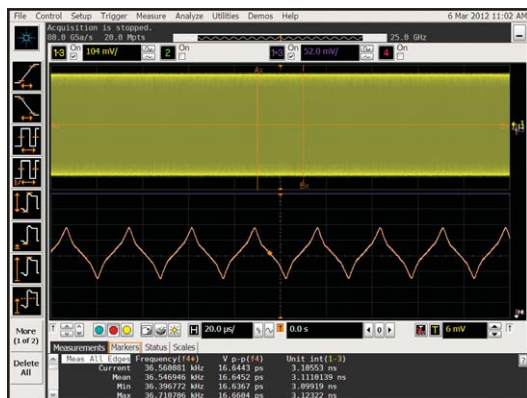 File Control Setup Trigger Measure Analyze Utilities Demos Help 6 Mar 2012 11:02 AM
Acquisition is stopped.
80.0 GSa/s 20.0 Mpts 25.0 GHz
1-3 On 104 mV/ 2 On 1-3 On 52.0 mV/ 4 On
Ax
Bx
More
(1 of 2)
Delete
All
H 20.0 µs/ 0.0 s 0 T 6 mV
Measurements Markers Status Scales
Meas All Edges Frequency(f4) V p-p(f4) Unit int(1-3)
Current 36.560081 kHz 16.6443 ps 3.10553 ns
Mean 36.546946 kHz 16.6452 ps 3.1110139 ns
Min 36.396772 kHz 16.6367 ps 3.09919 ns
Max 36.710706 kHz 16.6604 ps 3.12322 ns